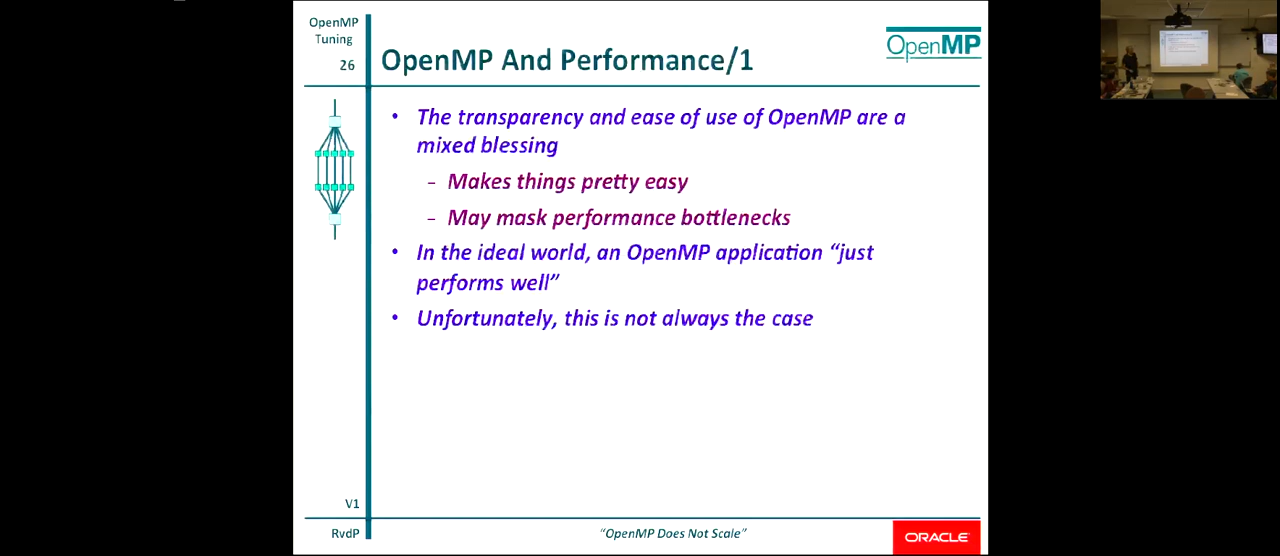 OpenMP
Tuning
26
OpenMP And Performance/1
OpenMP
• The transparency and ease of use of OpenMP are a
mixed blessing
- Makes things pretty easy
- May mask performance bottlenecks
• In the ideal world, an OpenMP application “just
performs well”
• Unfortunately, this is not always the case
V1
RvdP
“OpenMP Does Not Scale”
ORACLE